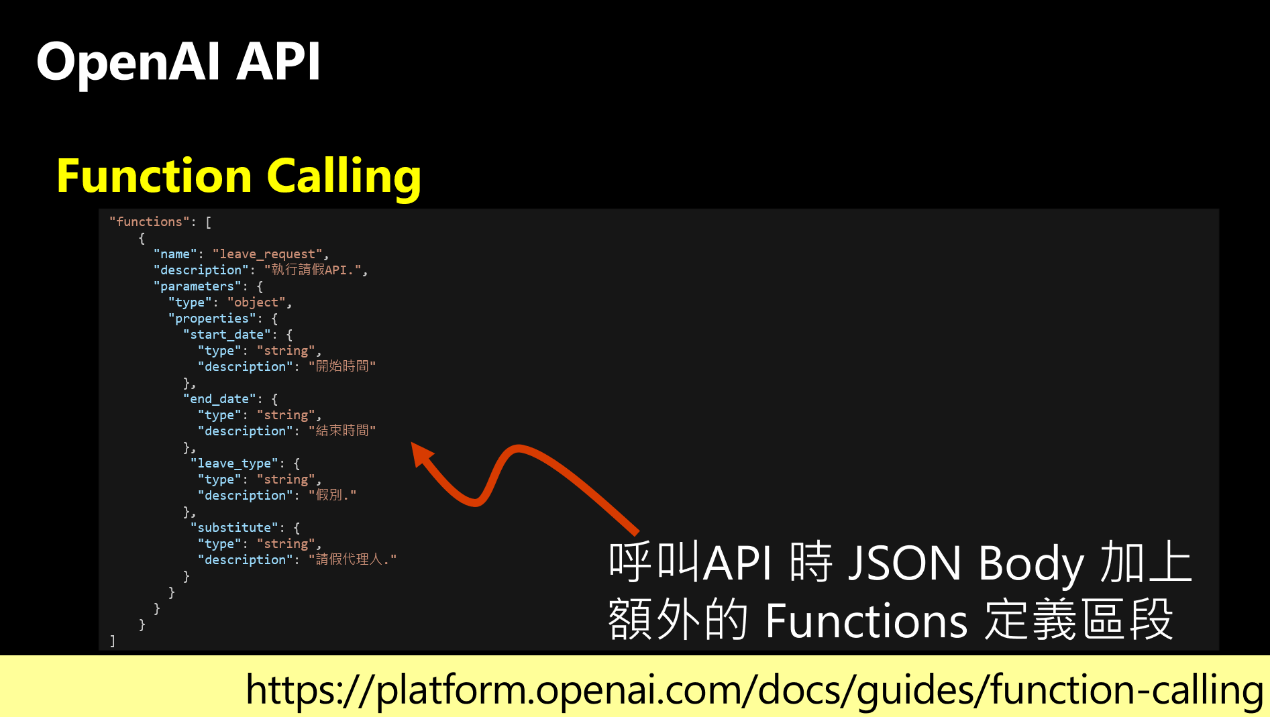 OpenAI API
Function Calling
"functions": [
{
"name": "leave_request",
"description": "執行請假API.",
"parameters": {
"type": "object",
"properties": {
"start_date": {
"type": "string",
"description": "開始時間"
},
"end_date": {
"type": "string",
"description": "結束時間"
},
"leave_type": {
"type": "string",
"description": "假別."
},
"substitute": {
"type": "string",
"description": "請假代理人."
}
}
}
}
]
呼叫API 時 JSON Body 加上
額外的 Functions 定義區段
https://platform.openai.com/docs/guides/function-calling